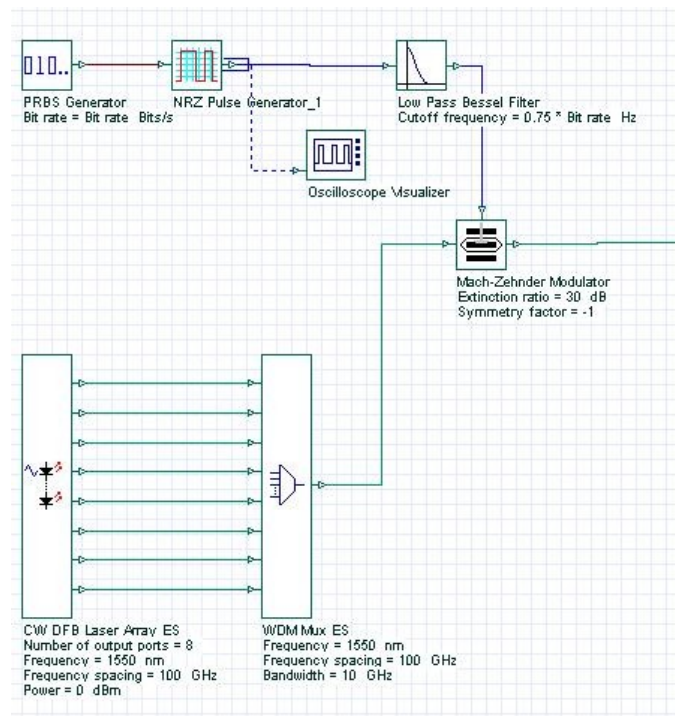 010..
PRBS Generator
Bit rate = Bit rate Bits/s
NRZ Pulse Generator_1
Low Pass Bessel Filter
Cutoff frequency = 0.75 * Bit rate Hz
Oscilloscope Visualizer
Mach-Zehnder Modulator
Extinction ratio = 30 dB
Symmetry factor = -1
CW DFB Laser Array ES
Number of output ports = 8
Frequency = 1550 nm
Frequency spacing = 100 GHz
Power = 0 dBm
WDM Mux ES
Frequency = 1550 nm
Frequency spacing = 100 GHz
Bandwidth = 10 GHz